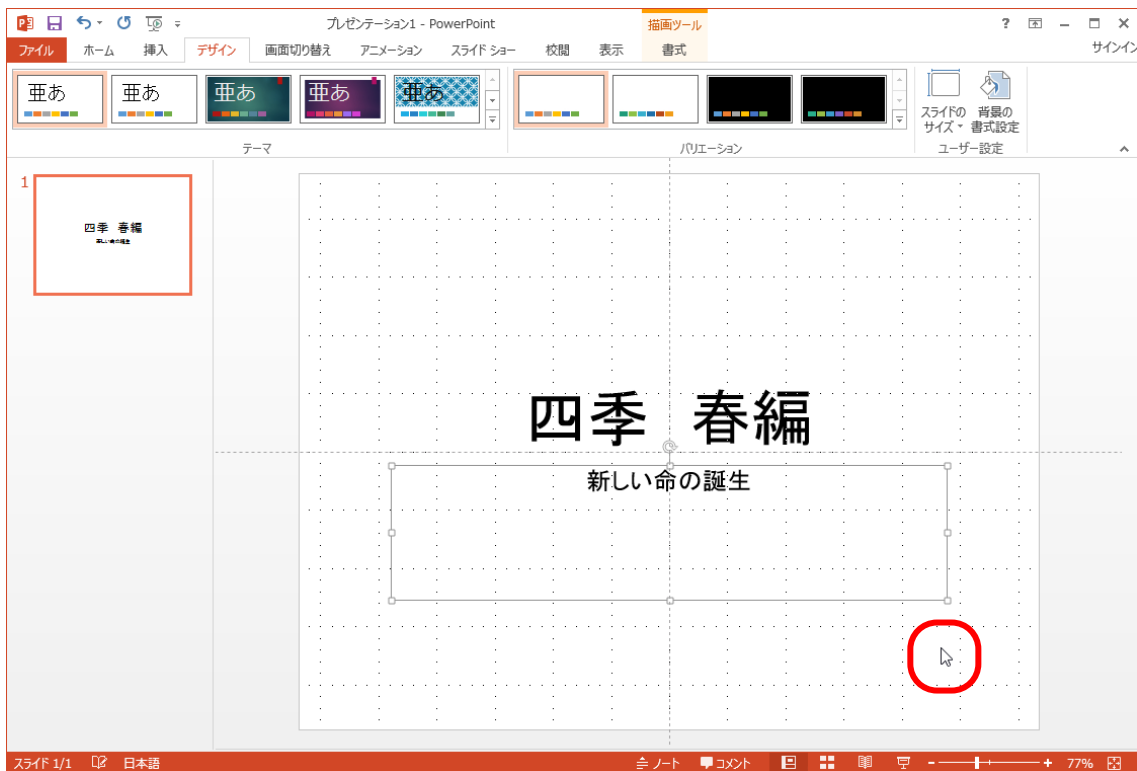 プレゼンテーション1 - PowerPoint
描画ツール
?
ファイル ホーム 挿入 デザイン 画面切り替え アニメーション スライド ショー 校閲 表示 書式 サインイン
亜あ 亜あ 亜あ 亜あ 亜あ
スライドの サイズ
背景の 書式設定
テーマ バリエーション ユーザー設定
1
四季 春編
新しい命の誕生
四季 春編
新しい命の誕生
スライド 1/1 日本語 ノート コメント 77%